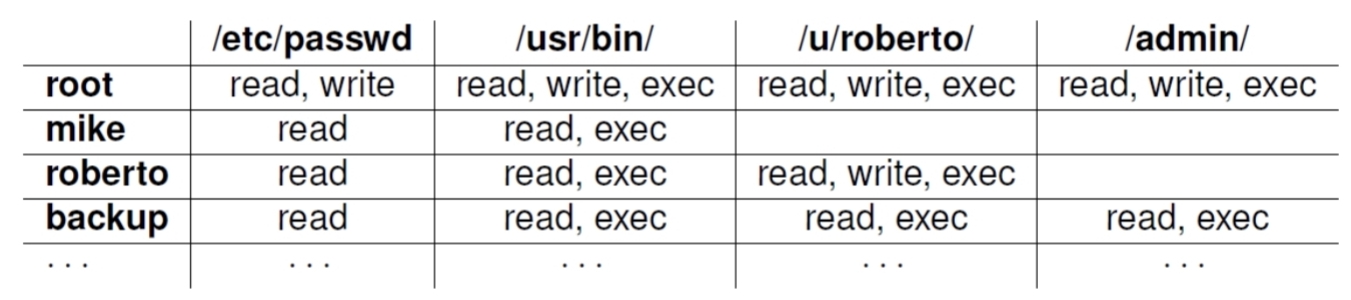 /etc/passwd /usr/bin/ /u/roberto/ /admin/
root read, write read, write, exec read, write, exec read, write, exec
mike read read, exec
roberto read read, exec read, write, exec
backup read read, exec read, exec read, exec
. . . . . . . . . . . . . . .